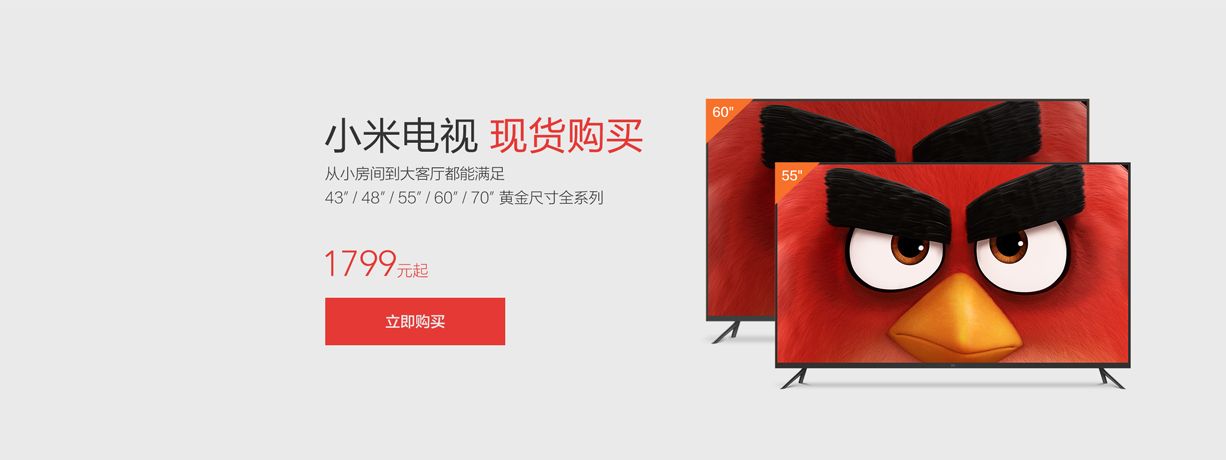 小米电视 现货购买
从小房间到大客厅都能满足
43” / 48” / 55” / 60” / 70” 黄金尺寸全系列
1799元起
立即购买
60"
55"